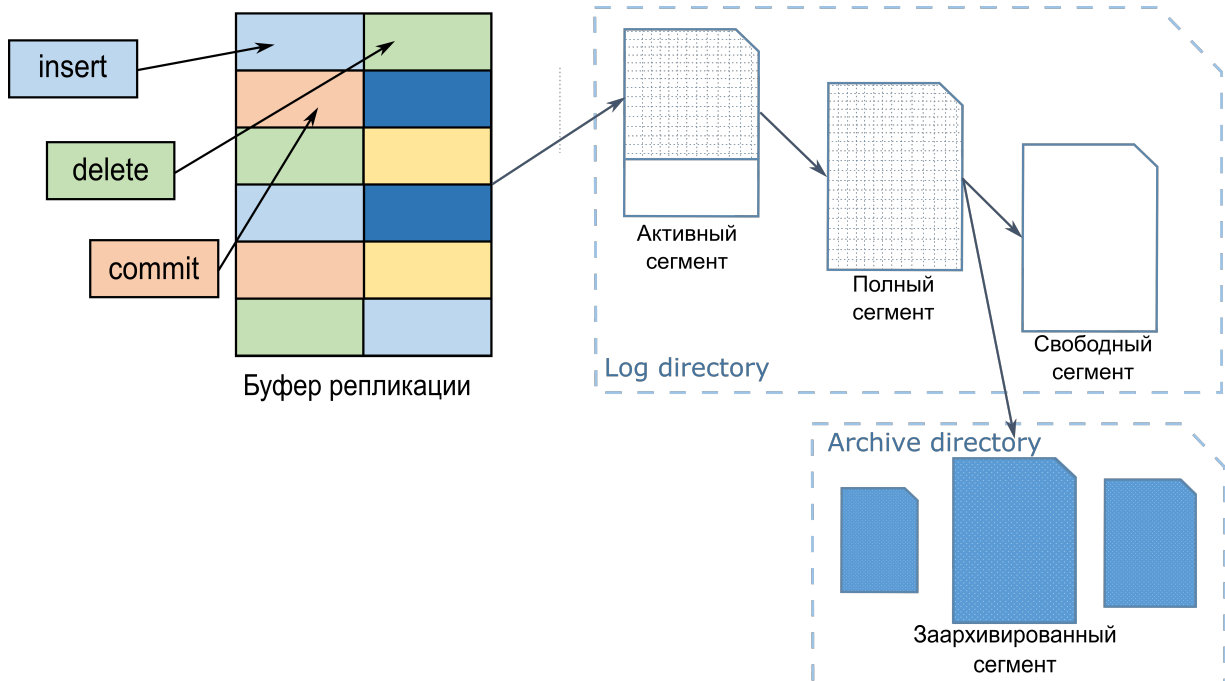 insert
delete
commit
Буфер репликации
Активный
сегмент
Полный
сегмент
Свободный
сегмент
Log directory
Archive directory
Заархивированный
сегмент